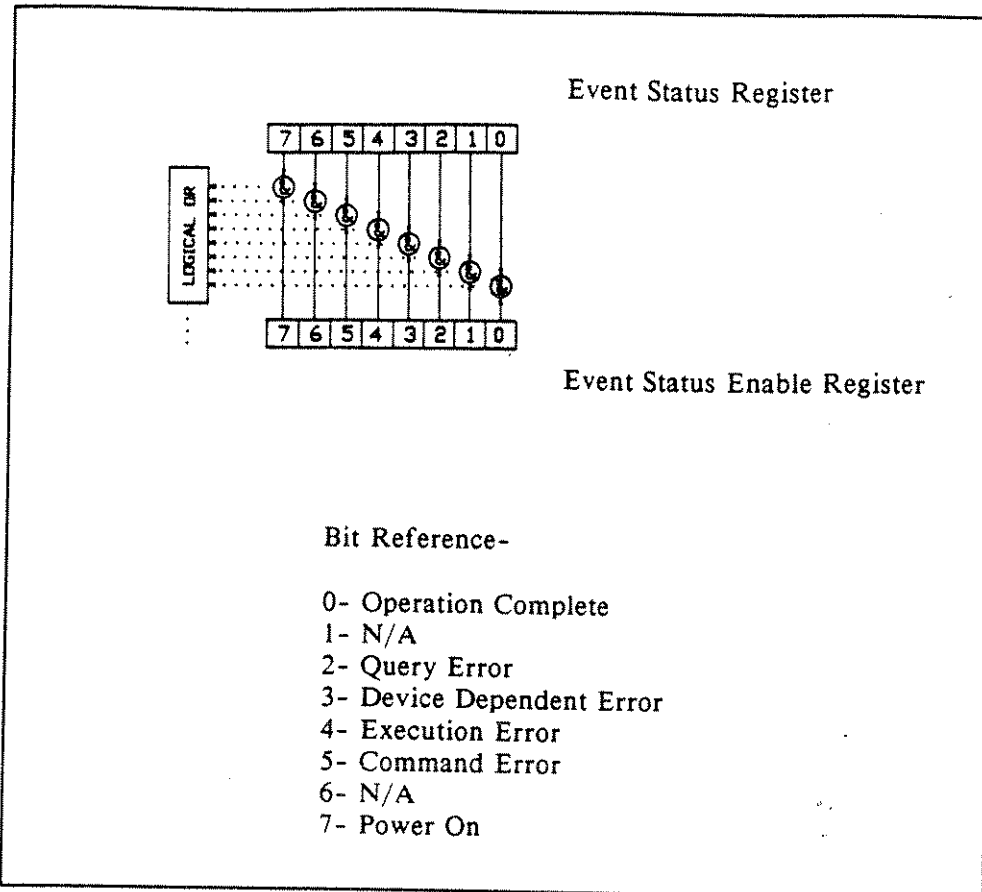 Event Status Register
7 6 5 4 3 2 1 0
LOGICAL OR
7 6 5 4 3 2 1 0
Event Status Enable Register
Bit Reference-
0- Operation Complete
1- N/A
2- Query Error
3- Device Dependent Error
4- Execution Error
5- Command Error
6- N/A
7- Power On